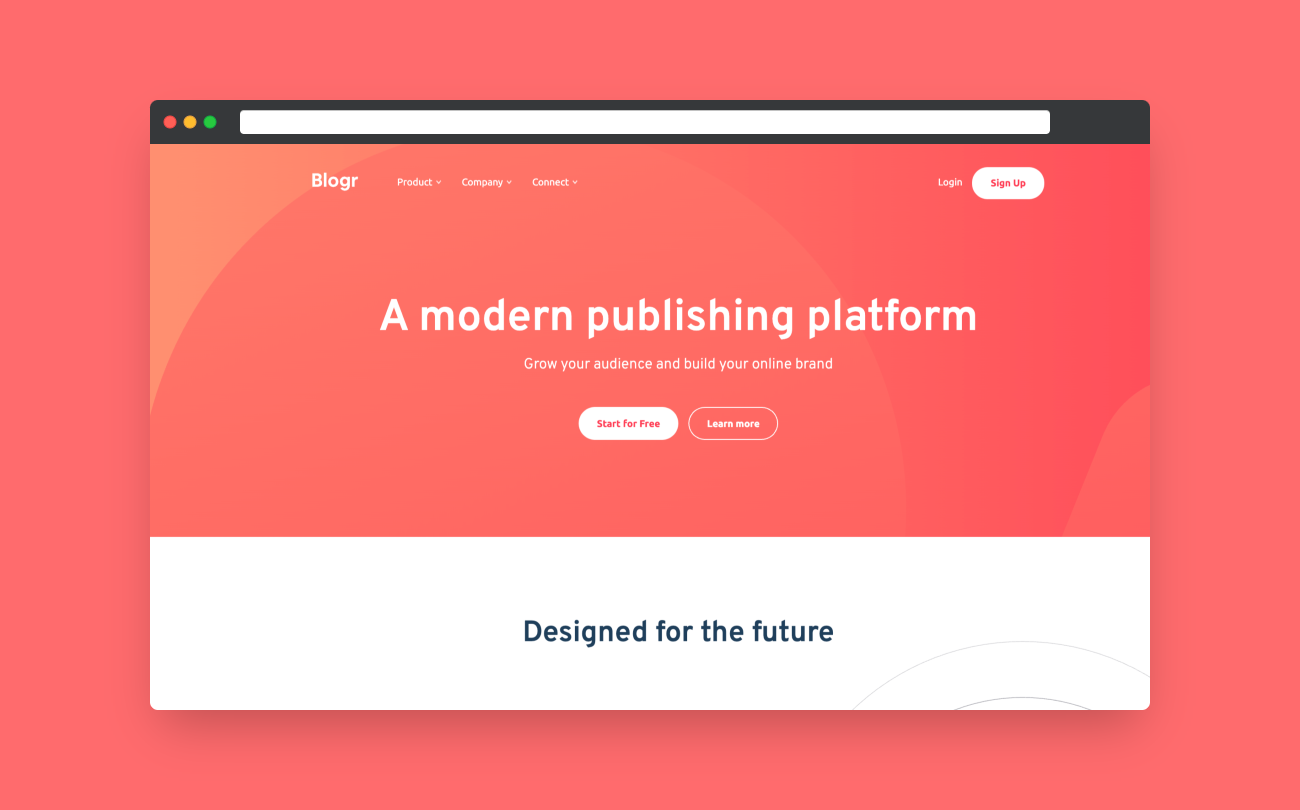 Blogr Product Company Connect Login Sign Up
A modern publishing platform
Grow your audience and build your online brand
Start for Free Learn more
Designed for the future